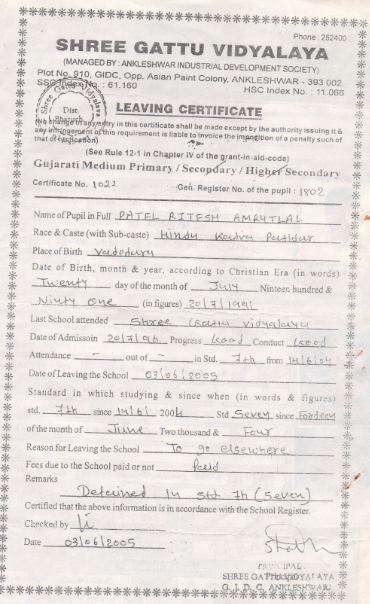 Phone: 252400
SHREE GATTU VIDYALAYA
(MANAGED BY: ANKLESHWAR INDUSTRIAL DEVELOPMENT SOCIETY)
Plot No. 910, GIDC, Opp. Asian Paint Colony, ANKLESHWAR - 393 002.
SSC Index No. : 61.160 HSC Index No. : 11.066
LEAVING CERTIFICATE
(No change in any entry in this certificate shall be made except by the authority issuing it &
any infringement of this requirement is liable to invoke the imposition of a penalty such of
that of
(See Rule 12-1 in Chapter IV of the grant-in-aid-code)
Gujarati Medium Primary / Secondary / Higher Secondary
Certificate No. 1022 Gen. Register No. of the pupil : 1802
Name of Pupil in Full PATEL RITESH AMRUTLAL
Race & Caste (with Sub-caste) Hindu Kadva Patidar
Place of Birth Vadodara
Date of Birth, month & year, according to Christian Era (in words)
Twenty day of the month of July Ninteen hundred &
Ninty one (in figures) 20/7/1991
Last School attended Shree Gattu Vidyalaya
Date of Admissoin 20/7/96 Progress Good Conduct Good
Attendance - out of - in Std. 7th from 14/6/04
Date of Leaving the School 03/06/2005
Standard in which studying & since when (in words & figures)
std. 7th since 14/6/ 2004 Std Seven since Forteen
of the month of June Two thousand & Four
Reason for Leaving the School To go elsewhere
Fees due to the School paid or not Paid
Remarks
Detained in std 7h (Seven)
Certified that the above information is in accordance with the School Register.
Checked by
Date 03/06/2005
PRINCIPAL
SHREE GATTU VIDYALAYA
G. I. D. C. ANKLESHWAR